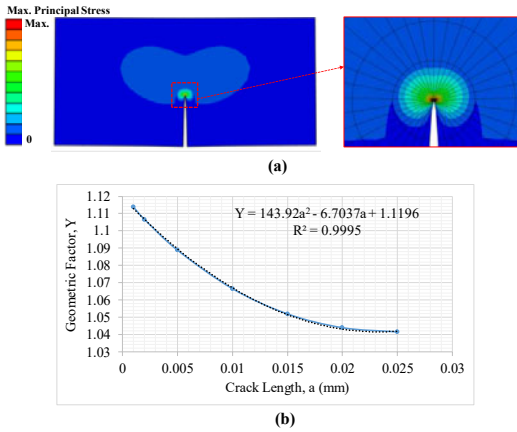 Max. Principal Stress
Max.
0
(a)
1.12
1.11
1.1
1.09
1.08
1.07
1.06
1.05
1.04
1.03
Geometric Factor, Y
Y = 143.92a² - 6.7037a + 1.1196
R² = 0.9995
0 0.005 0.01 0.015 0.02 0.025 0.03
Crack Length, a (mm)
(b)